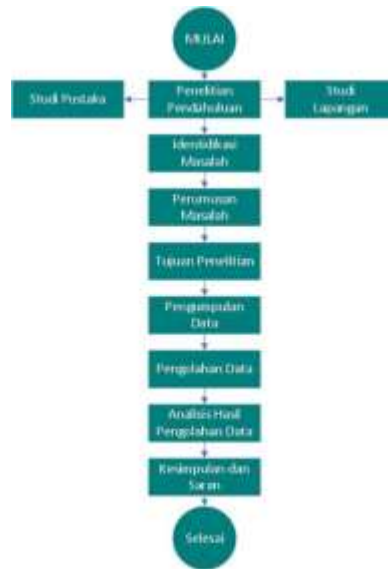 MULAI
Studi Pustaka
Penelitian
Pendahuluan
Studi
Lapangan
Identidikasi
Masalah
Perumusan
Masalah
Tujuan Penelitian
Pengumpulan
Data
Pengolahan Data
Analisis Hasil
Pengolahan Data
Kesimpulan dan
Saran
Selesai